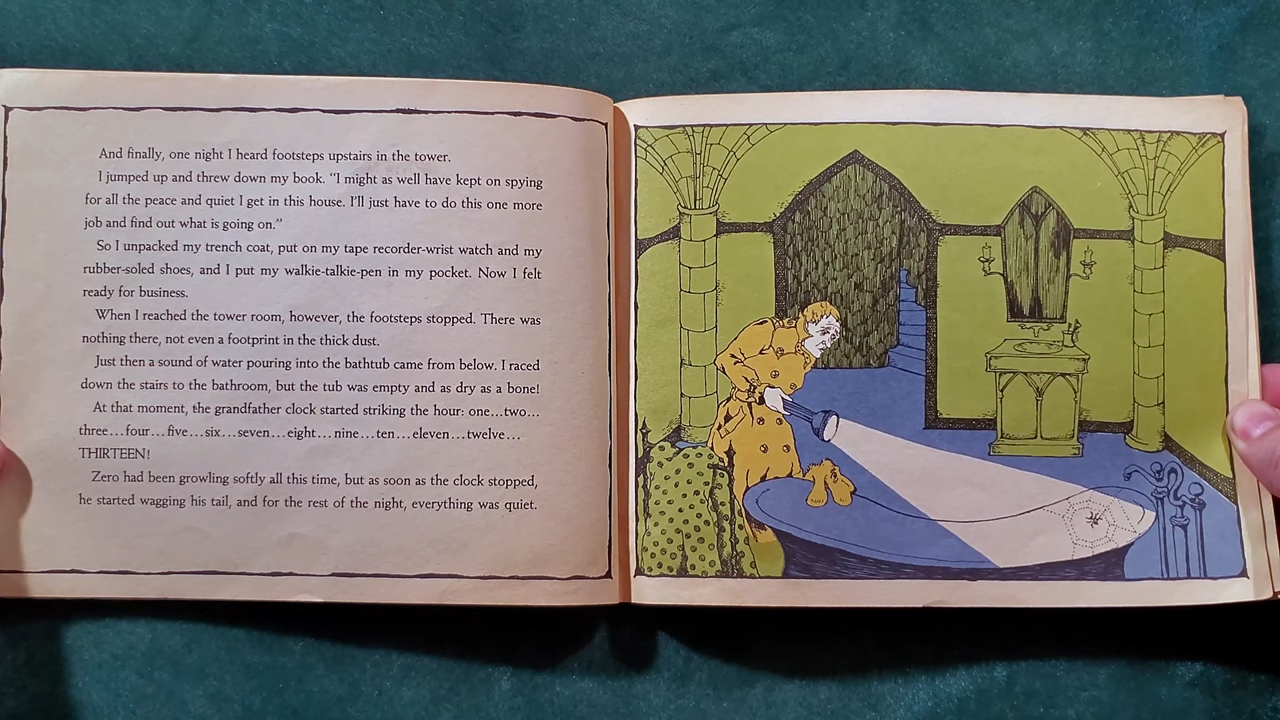 And finally, one night I heard footsteps upstairs in the tower.
I jumped up and threw down my book. “I might as well have kept on spying
for all the peace and quiet I get in this house. I’ll just have to do this one more
job and find out what is going on.”
So I unpacked my trench coat, put on my tape recorder-wrist watch and my
rubber-soled shoes, and I put my walkie-talkie-pen in my pocket. Now I felt
ready for business.
When I reached the tower room, however, the footsteps stopped. There was
nothing there, not even a footprint in the thick dust.
Just then a sound of water pouring into the bathtub came from below. I raced
down the stairs to the bathroom, but the tub was empty and as dry as a bone!
At that moment, the grandfather clock started striking the hour: one...two...
three...four...five...six...seven...eight...nine...ten...eleven...twelve...
THIRTEEN!
Zero had been growling softly all this time, but as soon as the clock stopped,
he started wagging his tail, and for the rest of the night, everything was quiet.